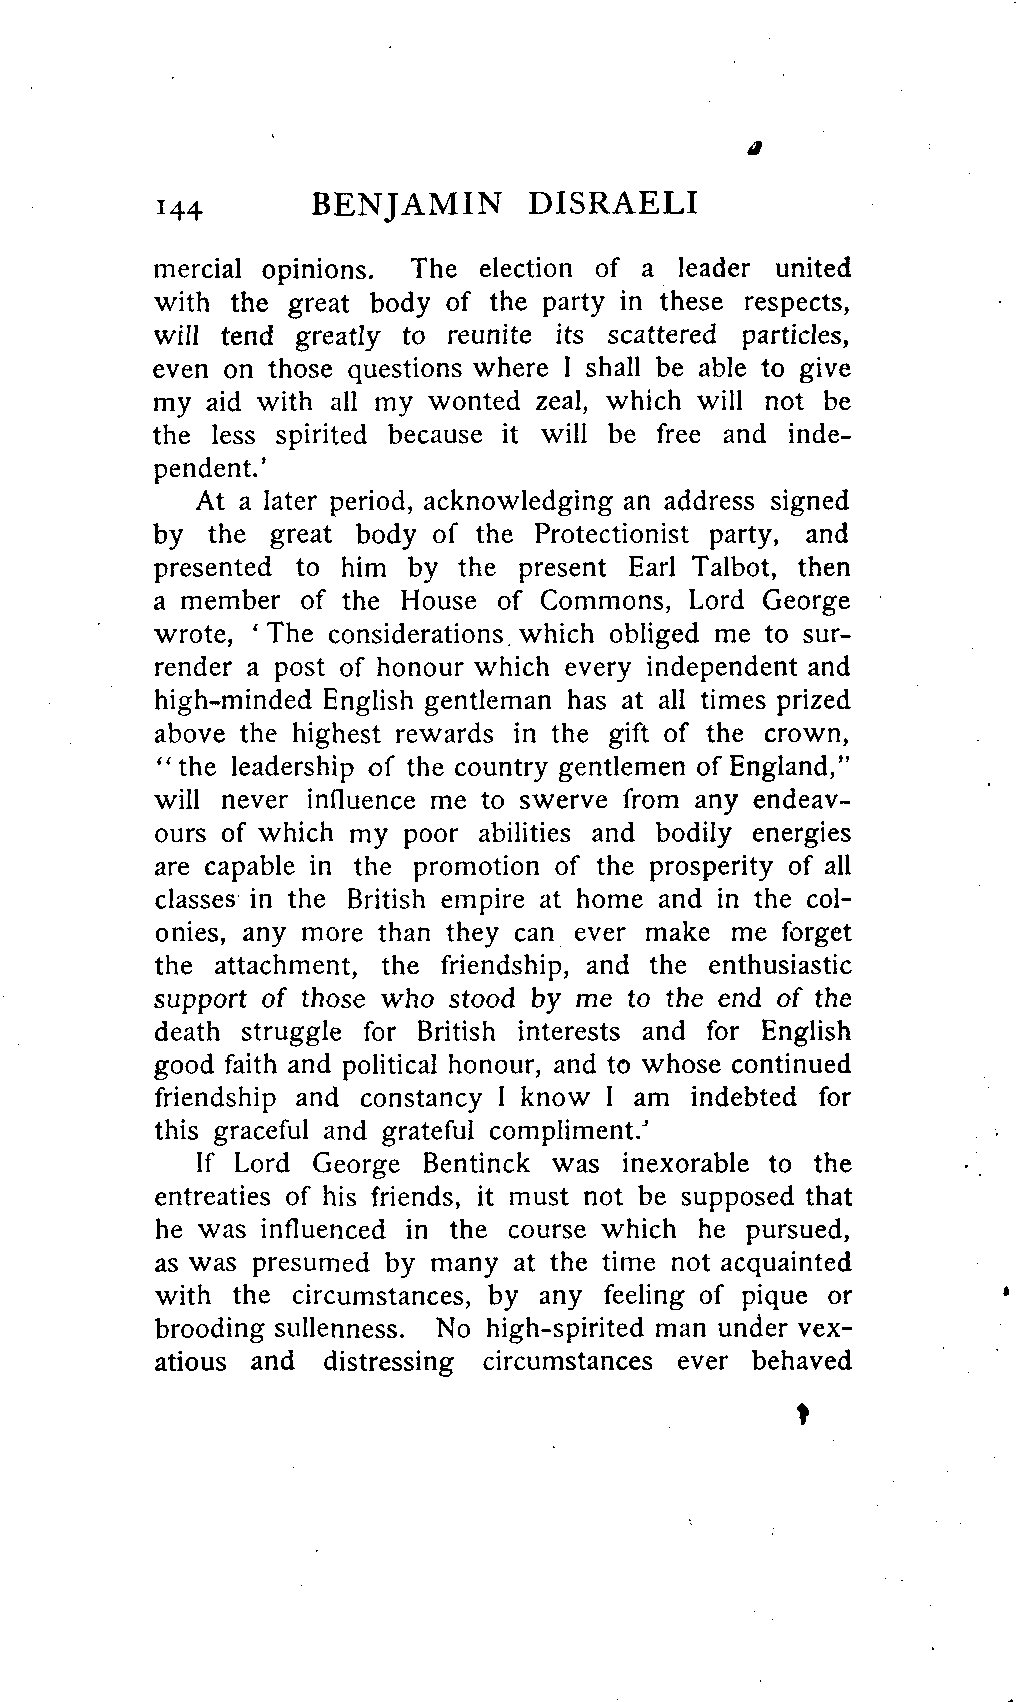 144 BENJAMIN DISRAELI
mercial opinions. The election of a leader united
with the great body of the party in these respects,
will tend greatly to reunite its scattered particles,
even on those questions where I shall be able to give
my aid with all my wonted zeal, which will not be
the less spirited because it will be free and inde-
pendent.'
At a later period, acknowledging an address signed
by the great body of the Protectionist party, and
presented to him by the present Earl Talbot, then
a member of the House of Commons, Lord George
wrote, ‘The considerations which obliged me to sur-
render a post of honour which every independent and
high-minded English gentleman has at all times prized
above the highest rewards in the gift of the crown,
“the leadership of the country gentlemen of England,”
will never influence me to swerve from any endeav-
ours of which my poor abilities and bodily energies
are capable in the promotion of the prosperity of all
classes in the British empire at home and in the col-
onies, any more than they can ever make me forget
the attachment, the friendship, and the enthusiastic
support of those who stood by me to the end of the
death struggle for British interests and for English
good faith and political honour, and to whose continued
friendship and constancy I know I am indebted for
this graceful and grateful compliment.’
If Lord George Bentinck was inexorable to the
entreaties of his friends, it must not be supposed that
he was influenced in the course which he pursued,
as was presumed by many at the time not acquainted
with the circumstances, by any feeling of pique or
brooding sullenness. No high-spirited man under vex-
atious and distressing circumstances ever behaved